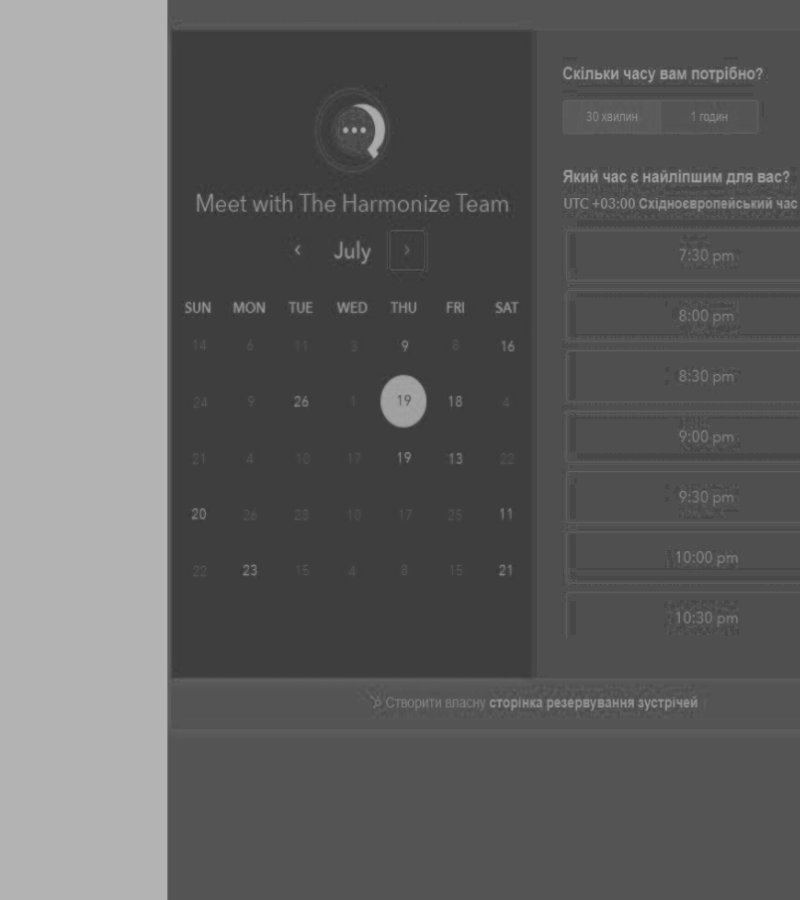 Meet with The Harmonize Team
July
SUN MON TUE WED THU FRI SAT
14 6 11 3 9 8 16
24 9 26 1 19 18 4
21 4 10 17 19 13 22
20 26 28 10 17 25 11
22 23 15 4 8 15 21
Скільки часу вам потрібно?
30 хвилин 1 годин
Який час є найліпшим для вас?
UTC +03:00 Східноєвропейський час
7:30 pm
8:00 pm
8:30 pm
9:00 pm
9:30 pm
10:00 pm
10:30 pm
Створити власну сторінка резервування зустрічей